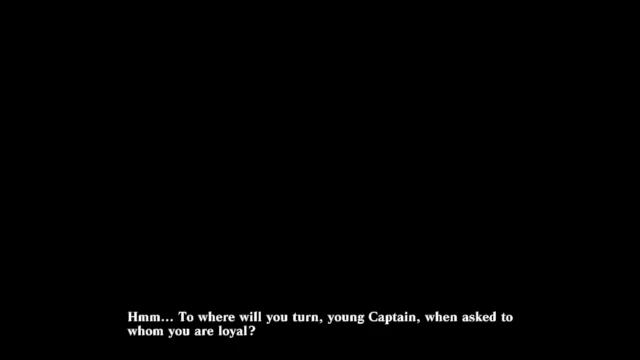 Hmm... To where will you turn, young Captain, when asked to
whom you are loyal?